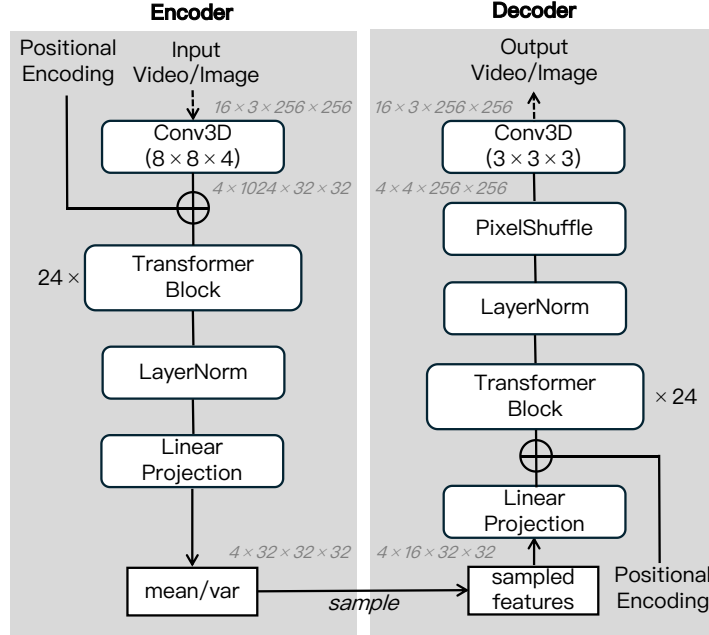 Encoder
Positional
Encoding
Input
Video/Image
16 × 3 × 256 × 256
Conv3D
(8 × 8 × 4)
4 × 1024 × 32 × 32
24 ×
Transformer
Block
LayerNorm
Linear
Projection
4 × 32 × 32 × 32
mean/var
sample
Decoder
Output
Video/Image
16 × 3 × 256 × 256
Conv3D
(3 × 3 × 3)
4 × 4 × 256 × 256
PixelShuffle
LayerNorm
Transformer
Block
× 24
Linear
Projection
4 × 16 × 32 × 32
sampled
features
Positional
Encoding